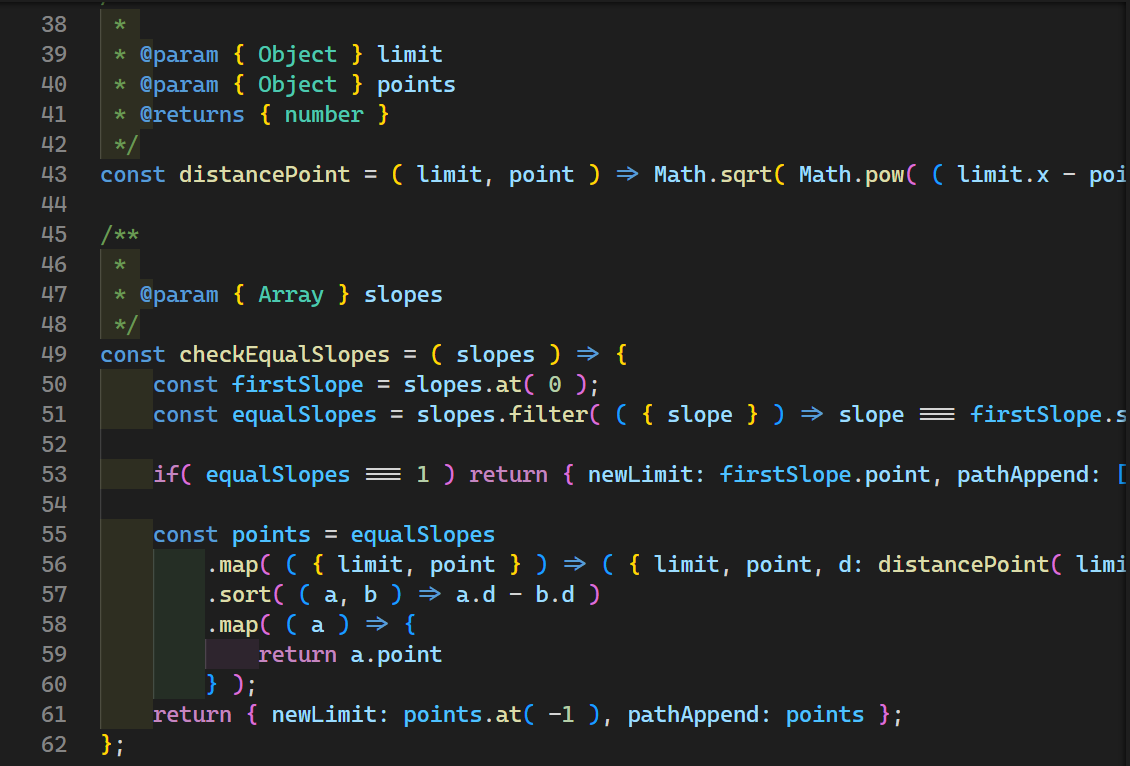 38 *
39 * @param { Object } limit
40 * @param { Object } points
41 * @returns { number }
42 */
43 const distancePoint = ( limit, point ) => Math.sqrt( Math.pow( ( limit.x - poi
44
45 /**
46 *
47 * @param { Array } slopes
48 */
49 const checkEqualSlopes = ( slopes ) => {
50 const firstSlope = slopes.at( 0 );
51 const equalSlopes = slopes.filter( ( { slope } ) => slope === firstSlope.s
52
53 if( equalSlopes === 1 ) return { newLimit: firstSlope.point, pathAppend: [
54
55 const points = equalSlopes
56 .map( ( { limit, point } ) => ( { limit, point, d: distancePoint( limi
57 .sort( ( a, b ) => a.d - b.d )
58 .map( ( a ) => {
59 return a.point
60 } );
61 return { newLimit: points.at( -1 ), pathAppend: points };
62 };